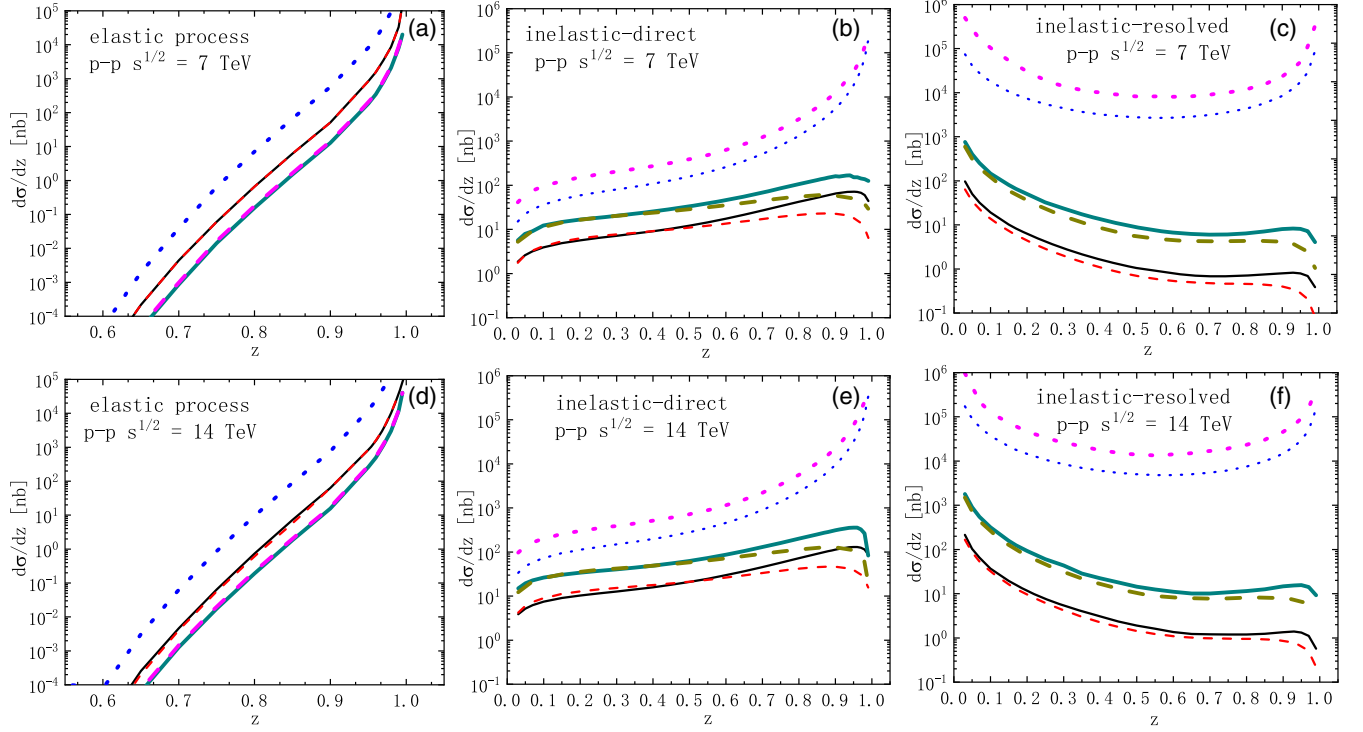 (a)
elastic process
p-p s^{1/2} = 7 TeV
dσ/dz [nb]
10^5
10^4
10^3
10^2
10^1
10^0
10^{-1}
10^{-2}
10^{-3}
10^{-4}
0.6 0.7 0.8 0.9 1.0
z
(b)
inelastic-direct
p-p s^{1/2} = 7 TeV
dσ/dz [nb]
10^6
10^5
10^4
10^3
10^2
10^1
10^0
10^{-1}
0.0 0.1 0.2 0.3 0.4 0.5 0.6 0.7 0.8 0.9 1.0
z
(c)
inelastic-resolved
p-p s^{1/2} = 7 TeV
dσ/dz [nb]
10^6
10^5
10^4
10^3
10^2
10^1
10^0
10^{-1}
0.0 0.1 0.2 0.3 0.4 0.5 0.6 0.7 0.8 0.9 1.0
z
(d)
elastic process
p-p s^{1/2} = 14 TeV
dσ/dz [nb]
10^5
10^4
10^3
10^2
10^1
10^0
10^{-1}
10^{-2}
10^{-3}
10^{-4}
0.6 0.7 0.8 0.9 1.0
z
(e)
inelastic-direct
p-p s^{1/2} = 14 TeV
dσ/dz [nb]
10^6
10^5
10^4
10^3
10^2
10^1
10^0
10^{-1}
0.0 0.1 0.2 0.3 0.4 0.5 0.6 0.7 0.8 0.9 1.0
z
(f)
inelastic-resolved
p-p s^{1/2} = 14 TeV
dσ/dz [nb]
10^6
10^5
10^4
10^3
10^2
10^1
10^0
10^{-1}
0.0 0.1 0.2 0.3 0.4 0.5 0.6 0.7 0.8 0.9 1.0
z